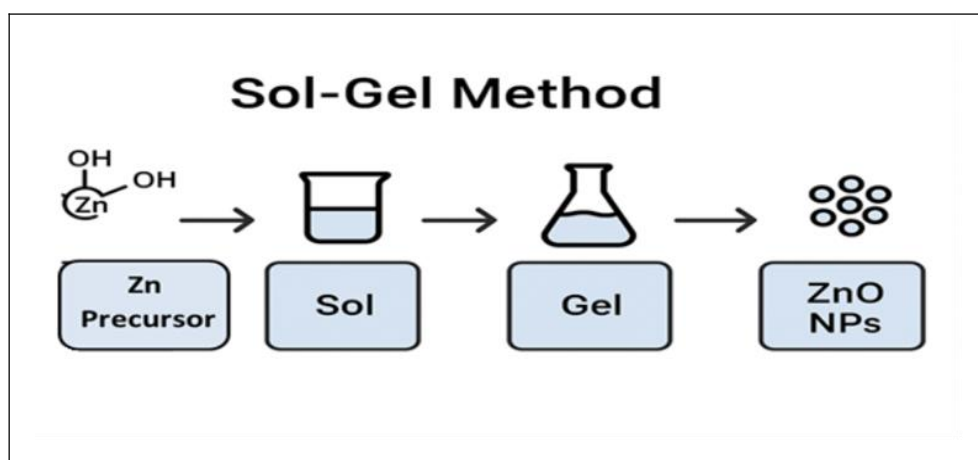 Sol-Gel Method
OH
OH
Zn
Zn
Precursor
Sol
Gel
ZnO
NPs